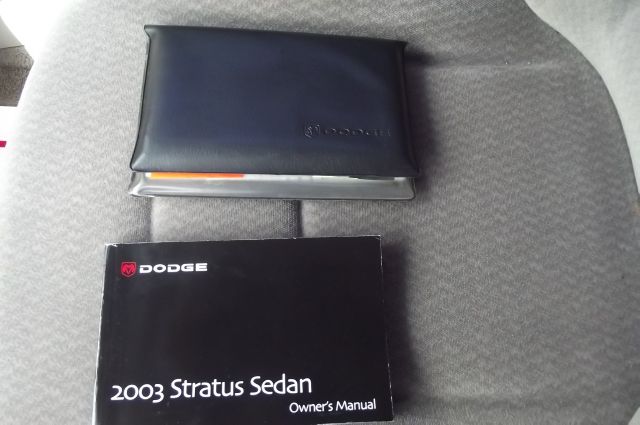 DODGE
DODGE
2003 Stratus Sedan
Owner's Manual